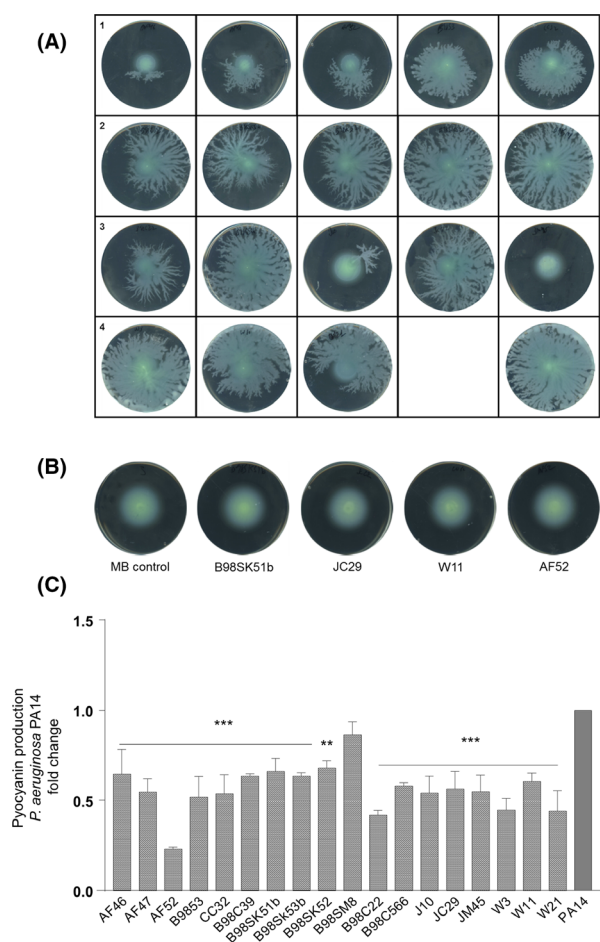 (A)
1
2
3
4
(B)
MB control
B98SK51b
JC29
W11
AF52
(C)
Pyocyanin production
P. aeruginosa PA14
fold change
1.5
1.0
0.5
0.0
***
**
***
AF46
AF47
AF52
B9853
CC32
B98C39
B98SK51b
B98Sk53b
B98SK52
B98SM8
B98C22
B98C566
J10
JC29
JM45
W3
W11
W21
PA14